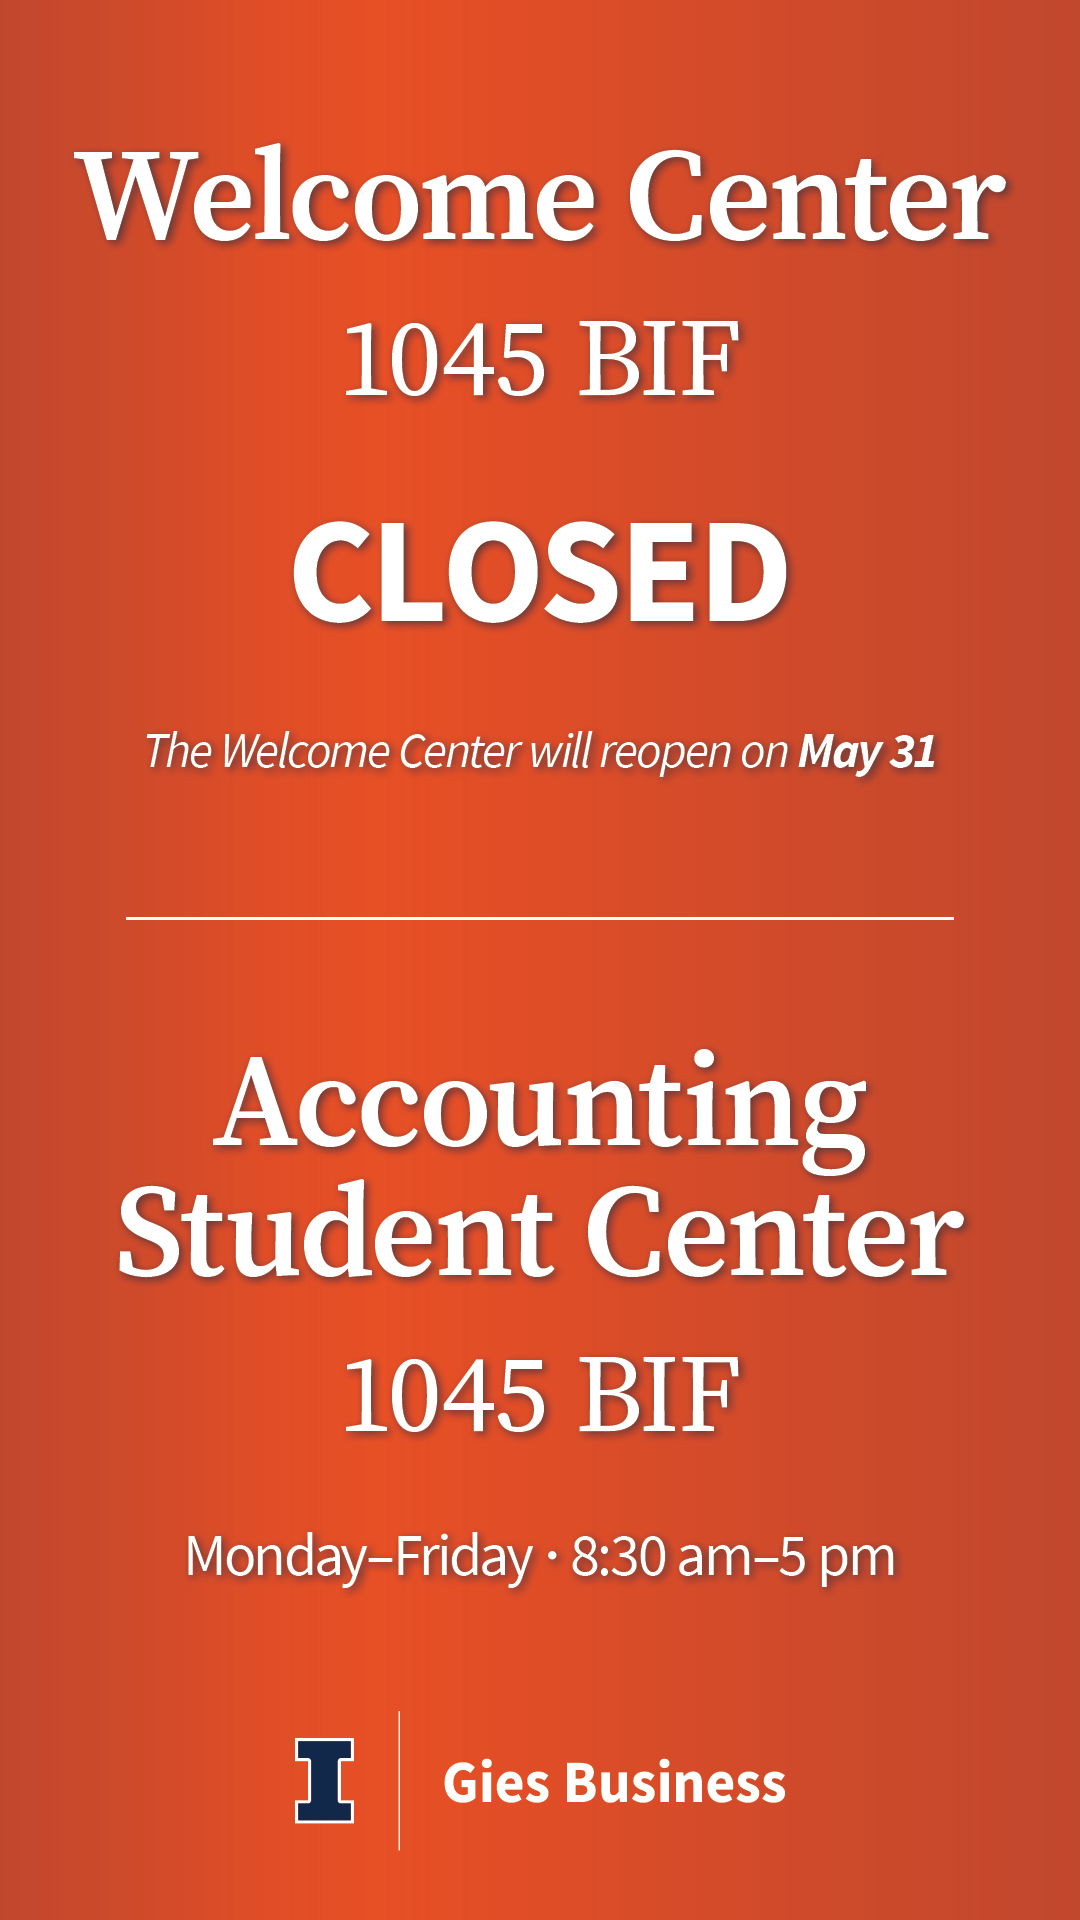 Welcome Center
1045 BIF
CLOSED
The Welcome Center will reopen on May 31
Accounting
Student Center
1045 BIF
Monday–Friday · 8:30 am–5 pm
I
Gies Business